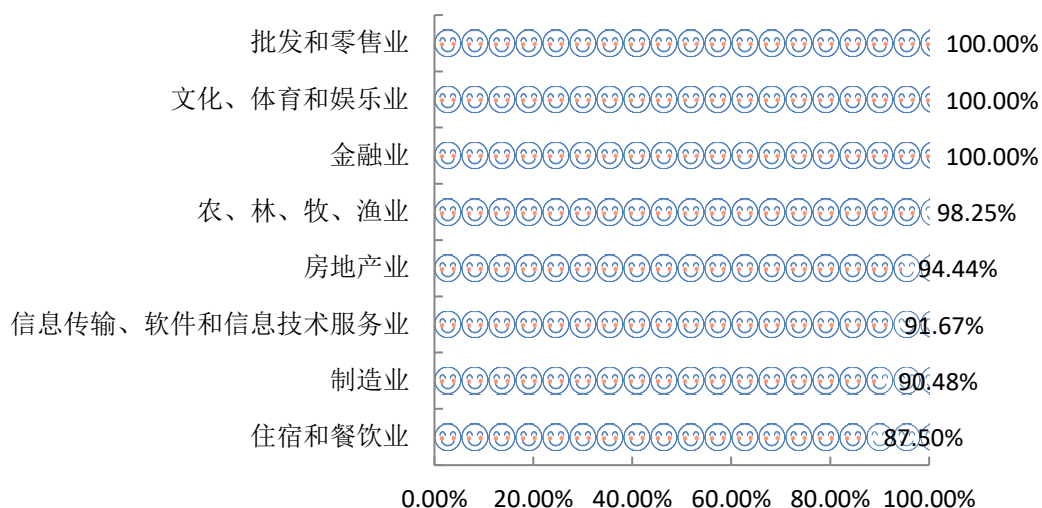 批发和零售业 100.00%
文化、体育和娱乐业 100.00%
金融业 100.00%
农、林、牧、渔业 98.25%
房地产业 94.44%
信息传输、软件和信息技术服务业 91.67%
制造业 90.48%
住宿和餐饮业 87.50%
0.00% 20.00% 40.00% 60.00% 80.00% 100.00%